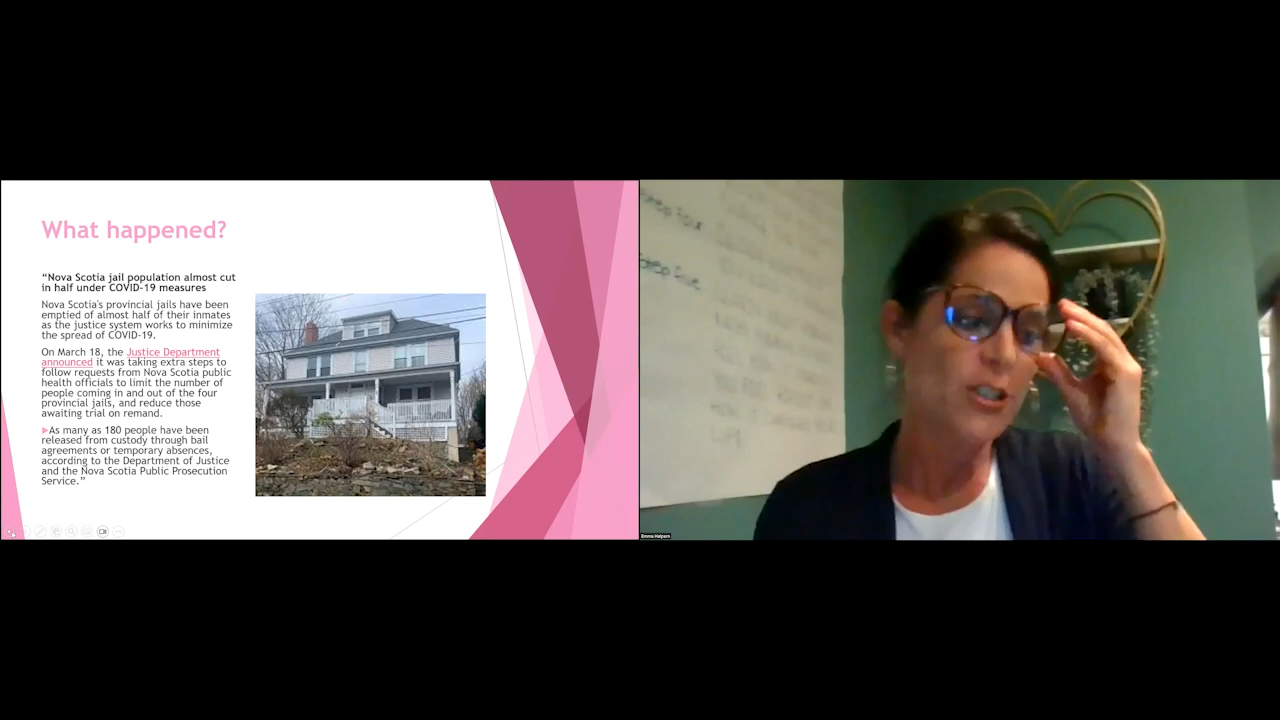 What happened?
“Nova Scotia jail population almost cut
in half under COVID-19 measures
Nova Scotia's provincial jails have been
emptied of almost half of their inmates
as the justice system works to minimize
the spread of COVID-19.
On March 18, the Justice Department
announced it was taking extra steps to
follow requests from Nova Scotia public
health officials to limit the number of
people coming in and out of the four
provincial jails, and reduce those
awaiting trial on remand.
As many as 180 people have been
released from custody through bail
agreements or temporary absences,
according to the Department of Justice
and the Nova Scotia Public Prosecution
Service.”
Emma Halpern